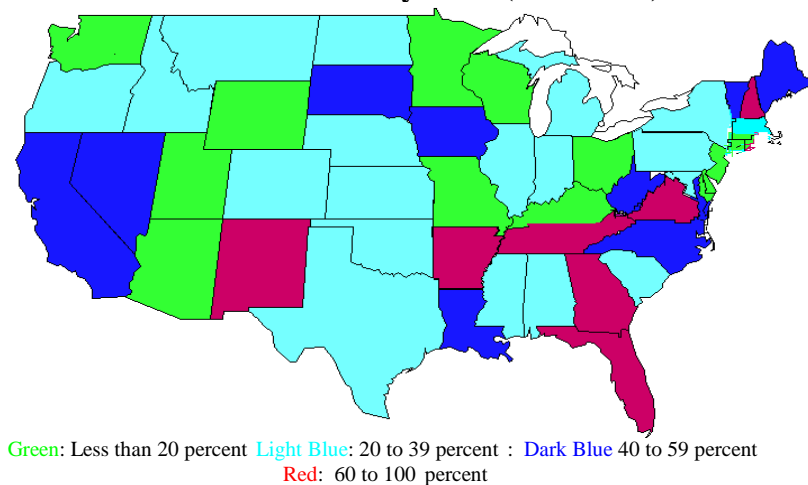 Green: Less than 20 percent Light Blue: 20 to 39 percent : Dark Blue 40 to 59 percent
Red: 60 to 100 percent